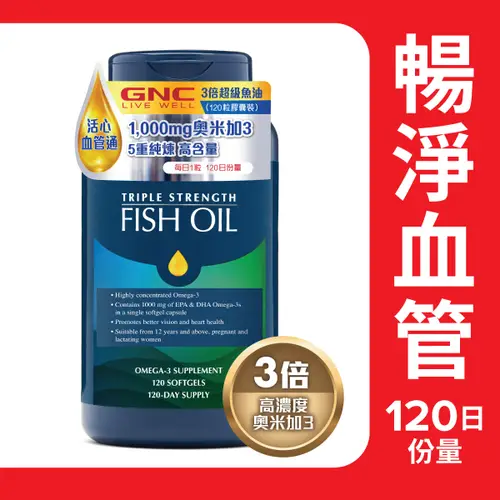 GNC
LIVE WELL
3倍超級魚油
(120粒膠囊裝)
活心
血管通
1,000mg奧米加3
5重純煉 高含量
每日1粒 120日份量
TRIPLE STRENGTH
FISH OIL
• Highly concentrated Omega-3
• Contains 1000 mg of EPA & DHA Omega-3s
in a single softgel capsule
• Promotes better vision and heart health
• Suitable from 12 years and above, pregnant and
lactating women
OMEGA-3 SUPPLEMENT
120 SOFTGELS
120-DAY SUPPLY
3倍
高濃度
奧米加3
暢淨血管
120日
份量